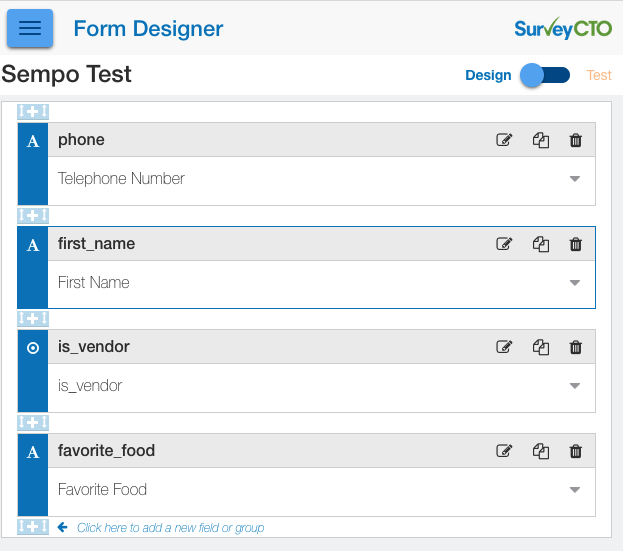 Form Designer
SurveyCTO
Sempo Test
Design
Test
A
phone
Telephone Number
A
first_name
First Name
is_vendor
is_vendor
A
favorite_food
Favorite Food
Click here to add a new field or group